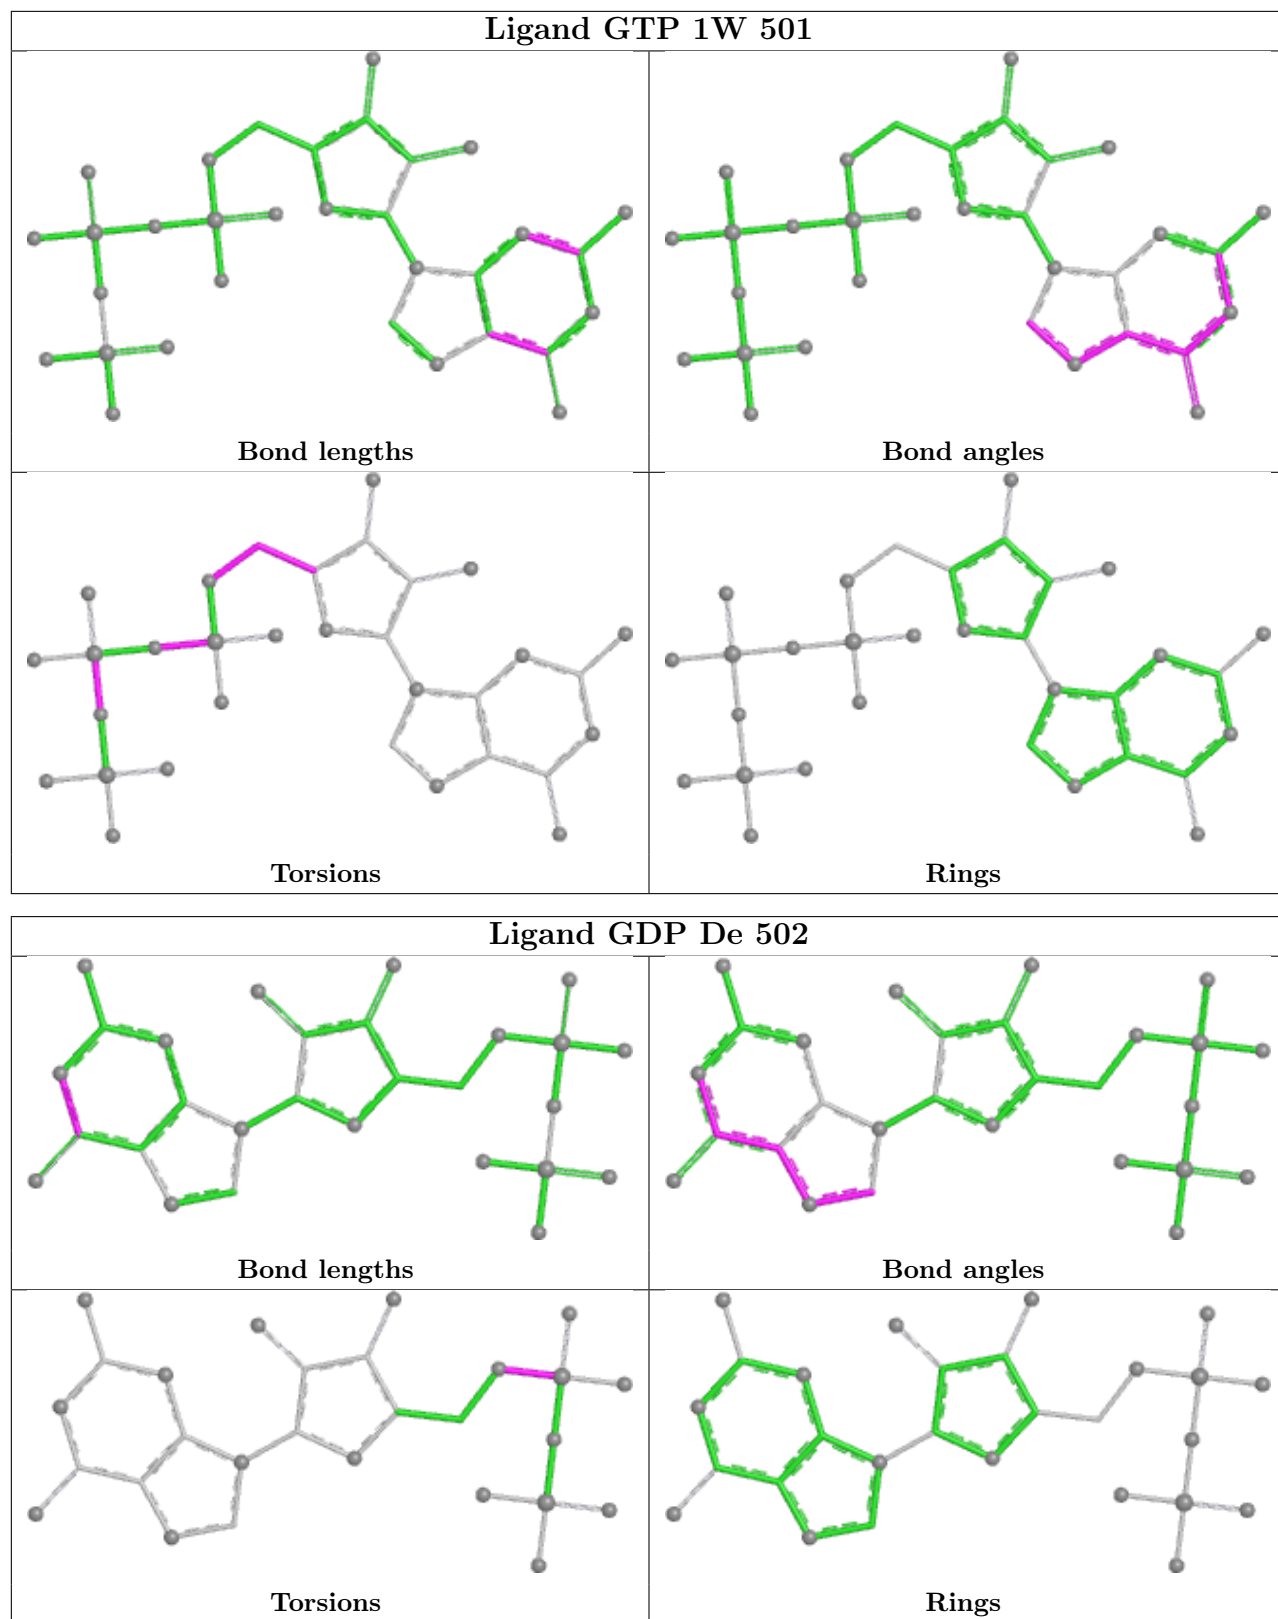 Ligand GTP 1W 501
Bond lengths
Bond angles
Torsions
Rings
Ligand GDP De 502
Bond lengths
Bond angles
Torsions
Rings